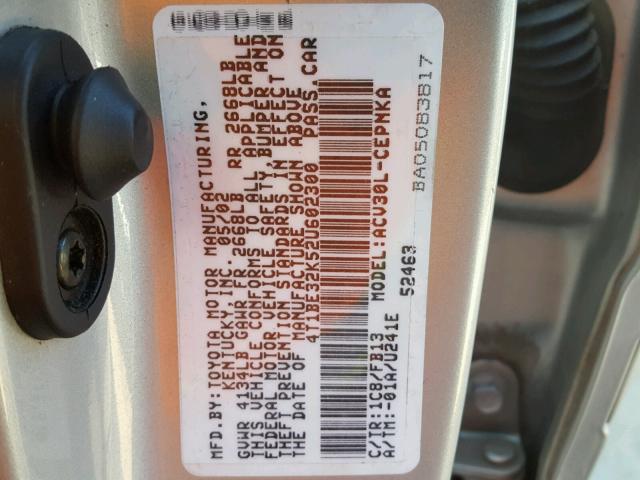 MFD.BY:TOYOTA MOTOR MANUFACTURING,
KENTUCKY, INC. 05/02
GVWR 4134LB GAWR FR. 2668LB RR 2668LB
THIS VEHICLE CONFORMS TO ALL APPLICABLE
FEDERAL MOTOR VEHICLE SAFETY, BUMPER AND
THEFT PREVENTION STANDARDS IN EFFECT ON
THE DATE OF MANUFACTURE SHOWN ABOVE
4T1BE32K52U602300 PASS.CAR
MODEL:ACV30L-CEPNKA
C/TR:1C8/FB13
A/TM:-01A/U241E
52463
BA05083817